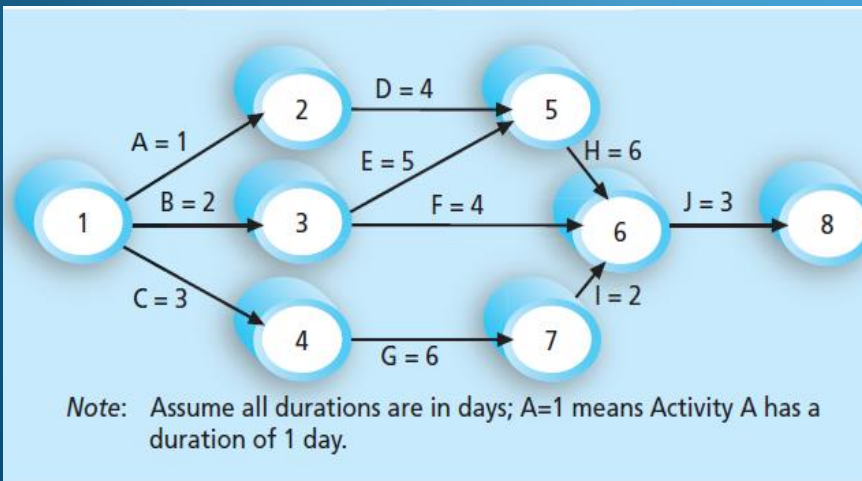 D = 4
2
5
A = 1
H = 6
E = 5
B = 2
F = 4
J = 3
1
3
6
8
C = 3
I = 2
4
7
G = 6
Note: Assume all durations are in days; A=1 means Activity A has a
duration of 1 day.